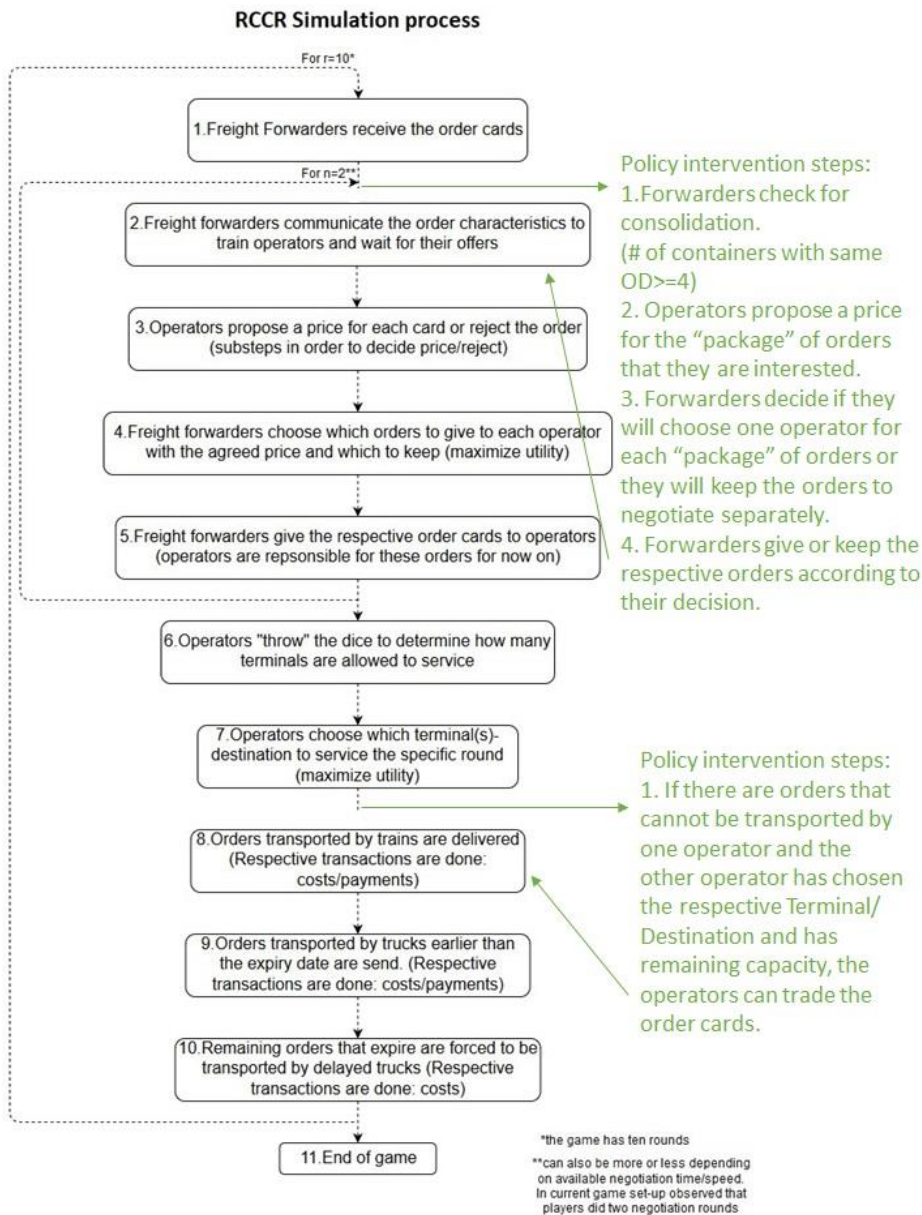 RCCR Simulation process
For r=10*
1.Freight Forwarders receive the order cards
For n=2**
2.Freight forwarders communicate the order characteristics to
train operators and wait for their offers
3.Operators propose a price for each card or reject the order
(substeps in order to decide price/reject)
4.Freight forwarders choose which orders to give to each operator
with the agreed price and which to keep (maximize utility)
5.Freight forwarders give the respective order cards to operators
(operators are repsonsible for these orders for now on)
6.Operators "throw" the dice to determine how many
terminals are allowed to service
7.Operators choose which terminal(s)-
destination to service the specific round
(maximize utility)
8.Orders transported by trains are delivered
(Respective transactions are done:
costs/payments)
9.Orders transported by trucks earlier than
the expiry date are send. (Respective
transactions are done: costs/payments)
10.Remaining orders that expire are forced to be
transported by delayed trucks (Respective
transactions are done: costs)
11.End of game
Policy intervention steps:
1.Forwarders check for
consolidation.
(# of containers with same
OD>=4)
2. Operators propose a price
for the “package” of orders
that they are interested.
3. Forwarders decide if they
will choose one operator for
each “package” of orders or
they will keep the orders to
negotiate separately.
4. Forwarders give or keep the
respective orders according to
their decision.
Policy intervention steps:
1. If there are orders that
cannot be transported by
one operator and the
other operator has chosen
the respective Terminal/
Destination and has
remaining capacity, the
operators can trade the
order cards.
*the game has ten rounds
**can also be more or less depending
on available negotiation time/speed.
In current game set-up observed that
players did two negotiation rounds